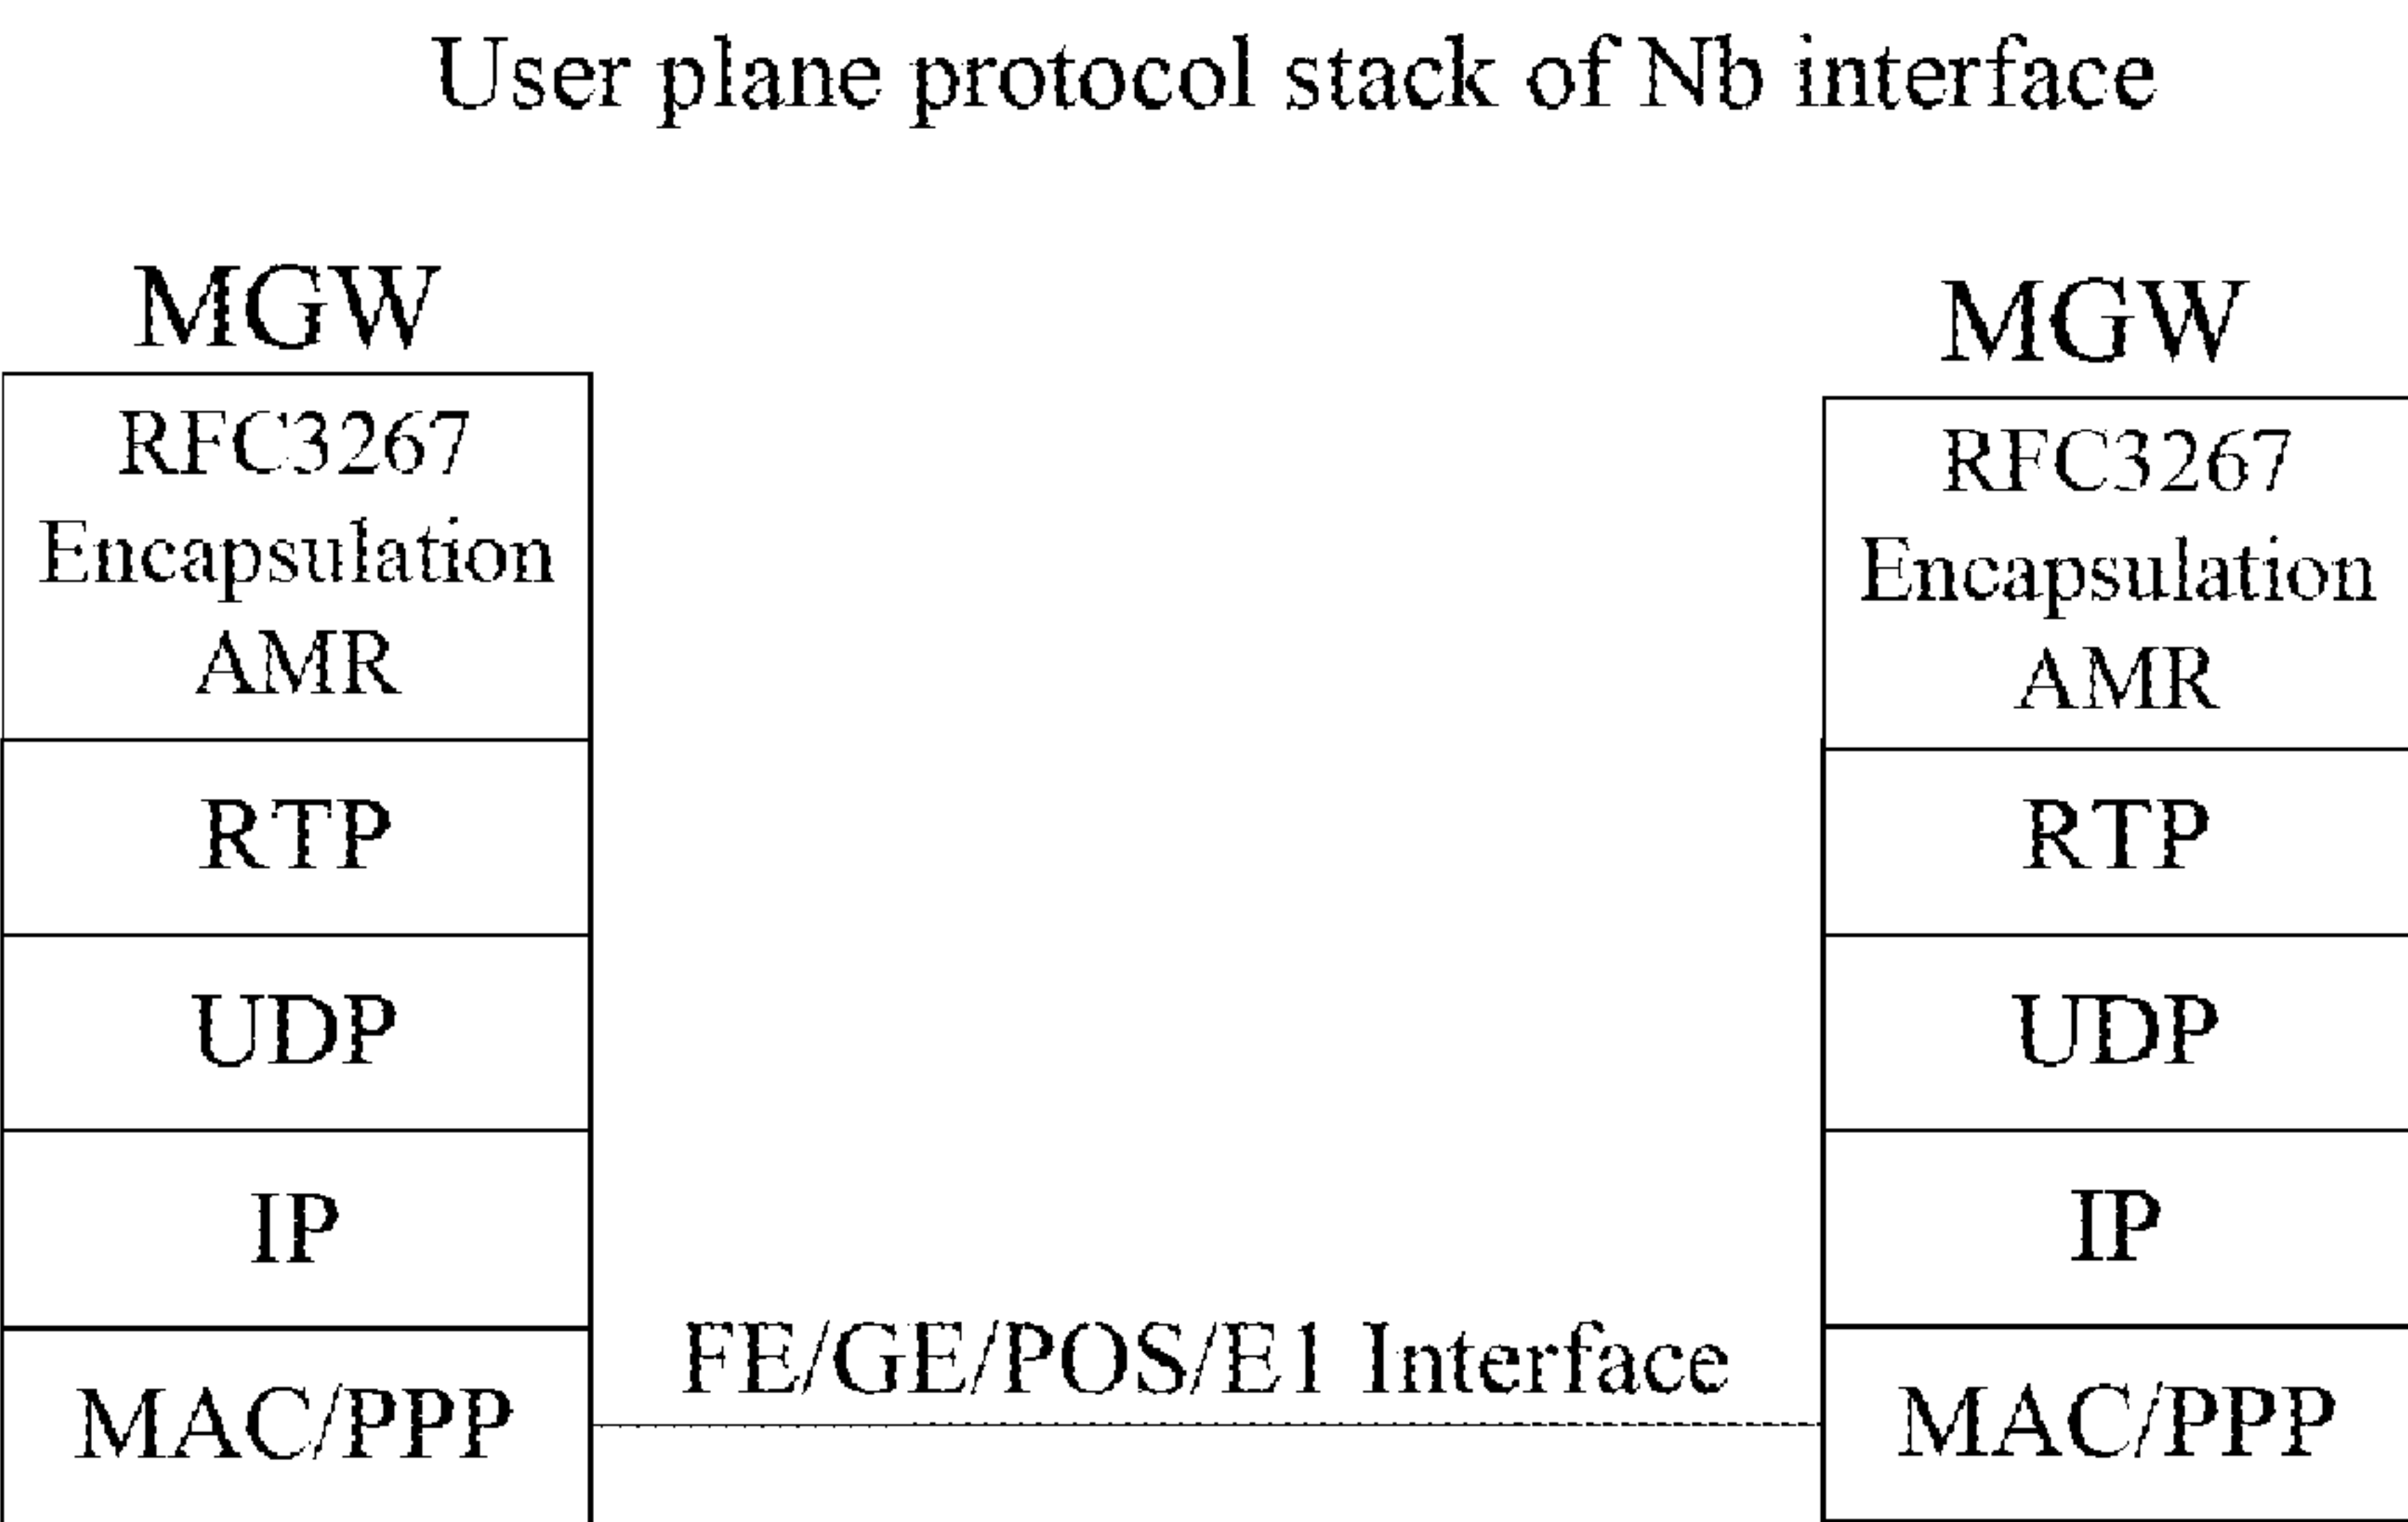 User plane protocol stack of Nb interface
MGW
RFC3267
Encapsulation
AMR
RTP
UDP
IP
MAC/PPP
FE/GE/POS/E1 Interface
MGW
RFC3267
Encapsulation
AMR
RTP
UDP
IP
MAC/PPP